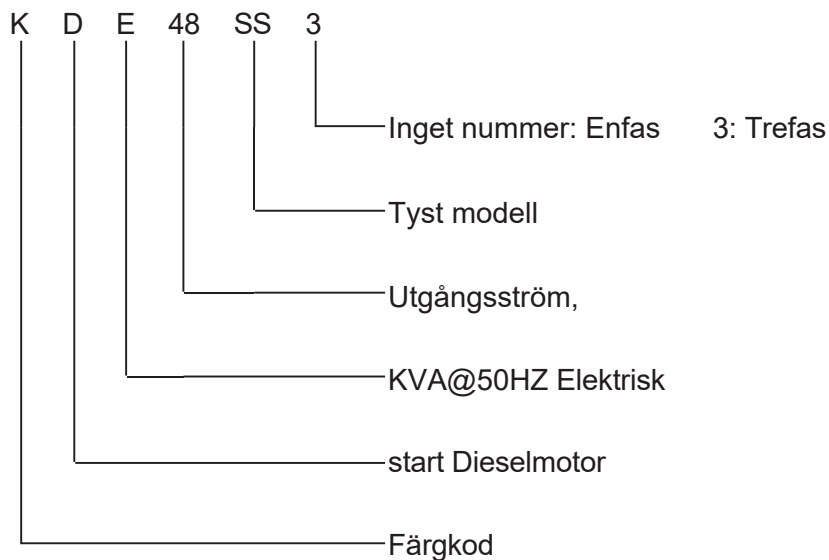 K D E 48 SS 3
Inget nummer: Enfas 3: Trefas
Tyst modell
Utgångsström,
KVA@50HZ Elektrisk
start Dieselmotor
Färgkod